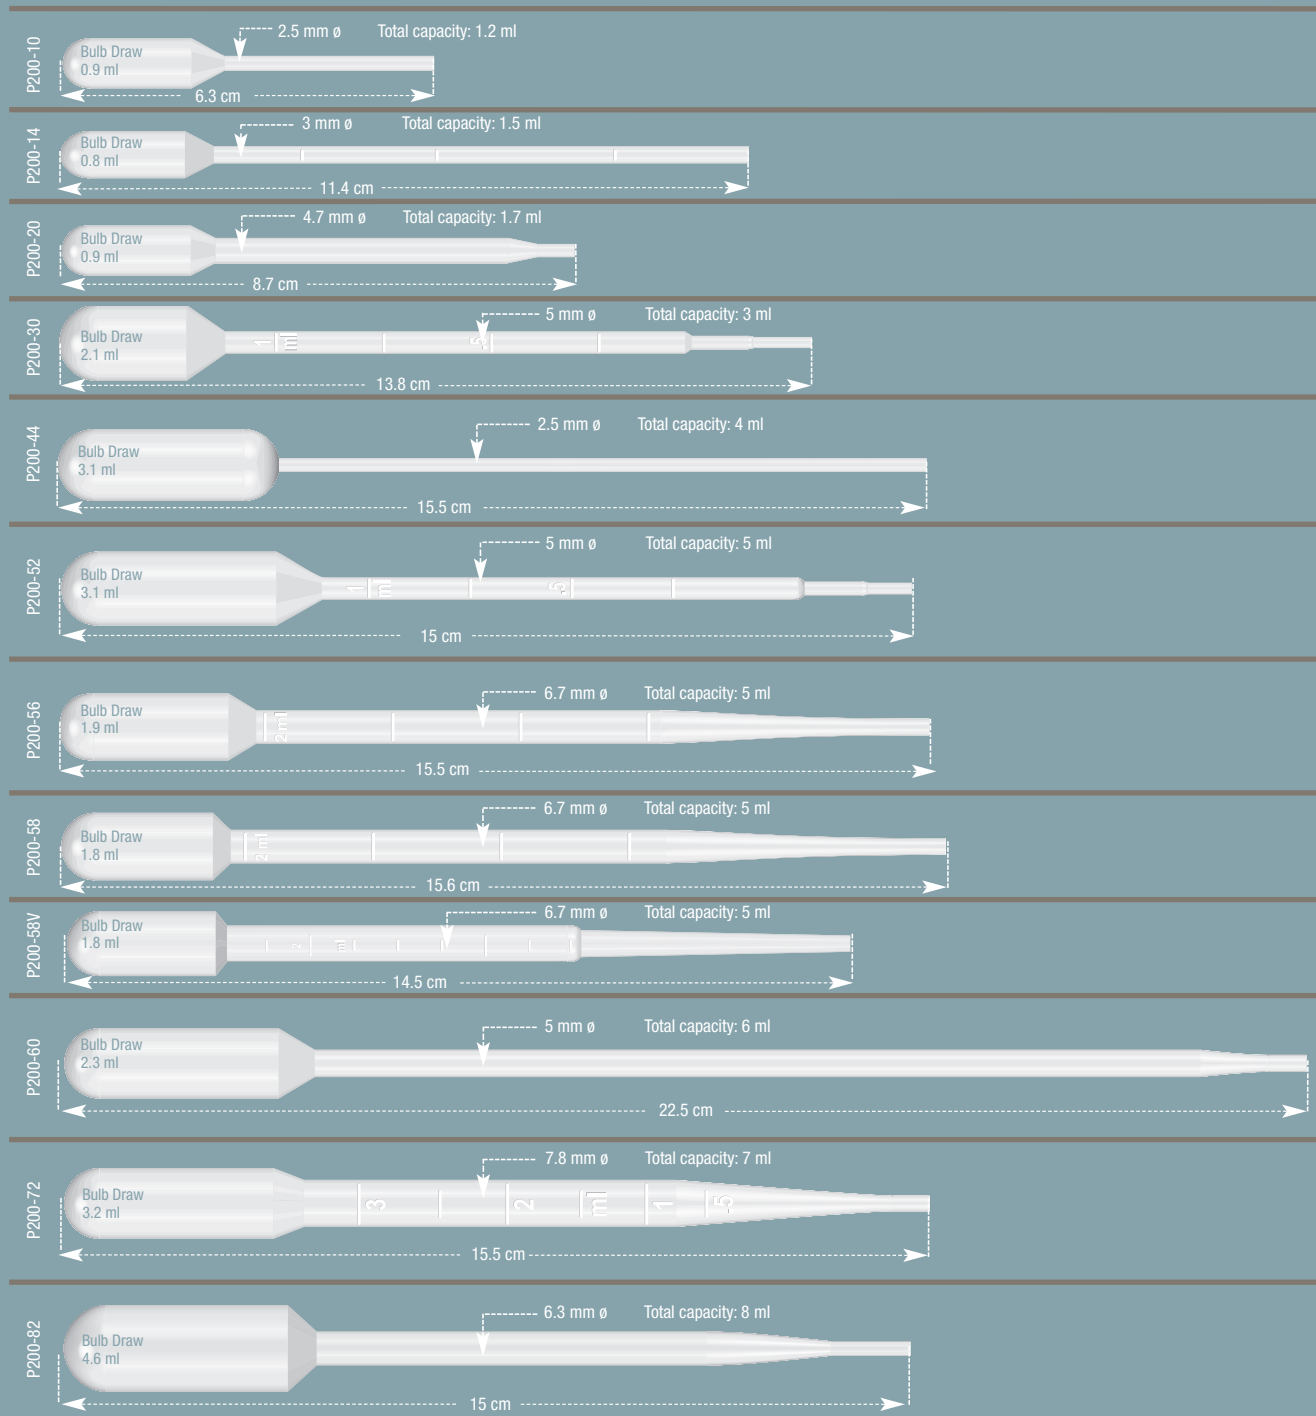 P200-10
2.5 mm ø Total capacity: 1.2 ml
Bulb Draw
0.9 ml
6.3 cm
P200-14
3 mm ø Total capacity: 1.5 ml
Bulb Draw
0.8 ml
11.4 cm
P200-20
4.7 mm ø Total capacity: 1.7 ml
Bulb Draw
0.9 ml
8.7 cm
P200-30
5 mm ø Total capacity: 3 ml
Bulb Draw
2.1 ml
1 ml .5
13.8 cm
P200-44
2.5 mm ø Total capacity: 4 ml
Bulb Draw
3.1 ml
15.5 cm
P200-52
5 mm ø Total capacity: 5 ml
Bulb Draw
3.1 ml
1 ml .5
15 cm
P200-56
6.7 mm ø Total capacity: 5 ml
Bulb Draw
1.9 ml
2 ml
15.5 cm
P200-58
6.7 mm ø Total capacity: 5 ml
Bulb Draw
1.8 ml
2 ml
15.6 cm
P200-58V
6.7 mm ø Total capacity: 5 ml
Bulb Draw
1.8 ml
2 ml
14.5 cm
P200-60
5 mm ø Total capacity: 6 ml
Bulb Draw
2.3 ml
22.5 cm
P200-72
7.8 mm ø Total capacity: 7 ml
Bulb Draw
3.2 ml
3 2 ml 1 .5
15.5 cm
P200-82
6.3 mm ø Total capacity: 8 ml
Bulb Draw
4.6 ml
15 cm